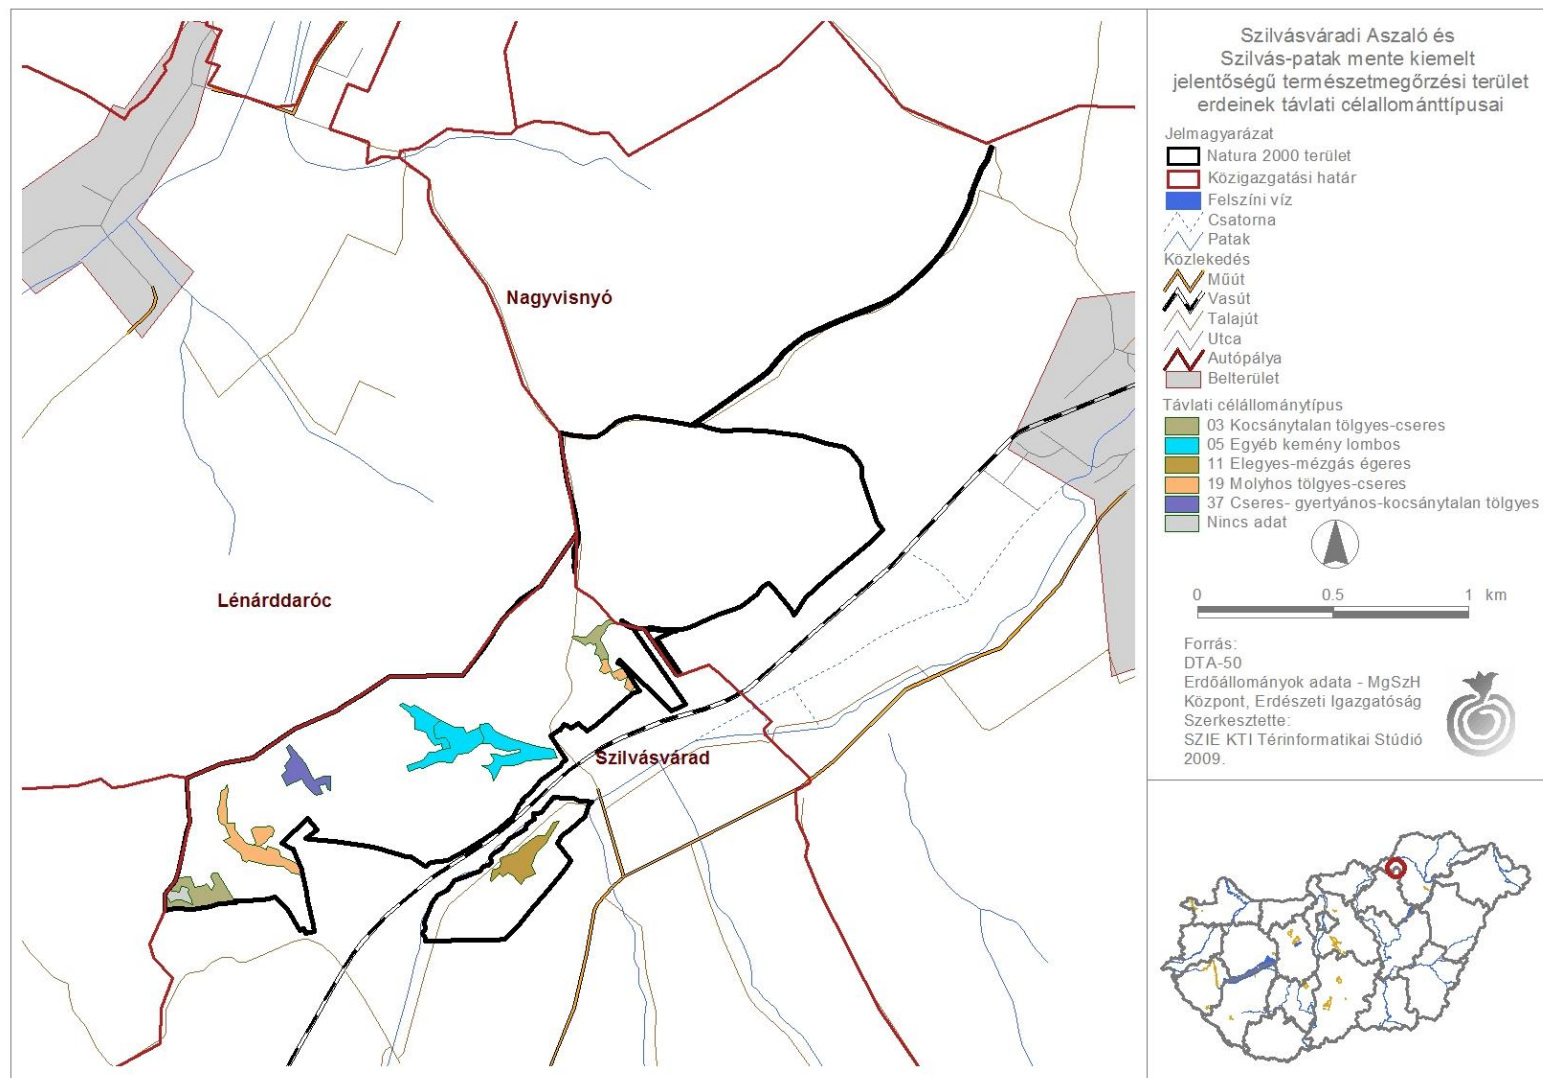 Szilvásváradi Aszaló és
Szilvás-patak mente kiemelt
jelentőségű természetmegőrzési terület
erdeinek távlati célallománttípusai
Jelmagyarázat
Natura 2000 terület
Közigazgatási határ
Felszíni víz
Csatorna
Patak
Közlekedés
Műút
Vasút
Talajút
Utca
Autópálya
Belterület
Távlati célállománytípus
03 Kocsánytalan tölgyes-cseres
05 Egyéb kemény lombos
11 Elegyes-mézgás égeres
19 Molyhos tölgyes-cseres
37 Cseres- gyertyános-kocsánytalan tölgyes
Nincs adat
0 0.5 1 km
Forrás:
DTA-50
Erdőállományok adata - MgSzH
Központ, Erdészeti Igazgatóság
Szerkesztette:
SZIE KTI Térinformatikai Stúdió
2009.
Nagyvisnyó
Lénárddaróc
Szilvásvárad